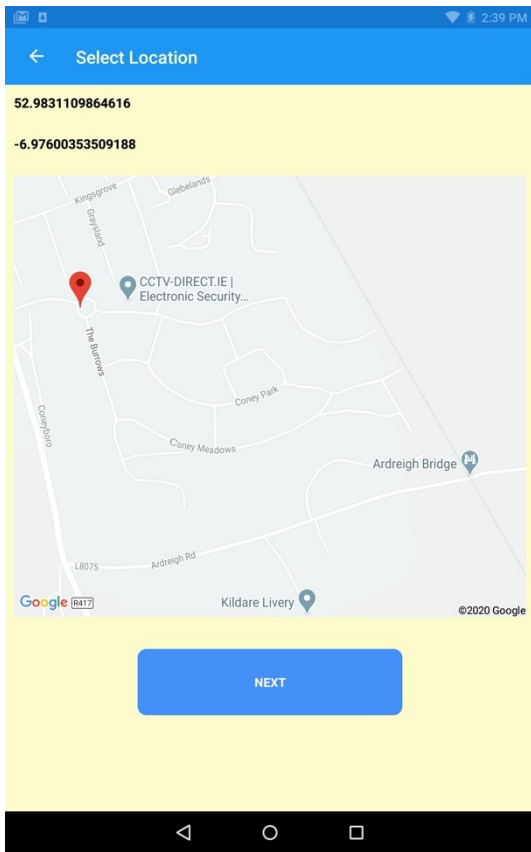 2:39 PM
Select Location
52.9831109864616
-6.97600353509188
Kingsgrove
Glebelands
Graysland
CCTV-DIRECT.IE |
Electronic Security...
The Burrows
Coney Park
Coneyboro
Coney Meadows
Ardreigh Bridge
L8075
Ardreigh Rd
Google R417
Kildare Livery
©2020 Google
NEXT